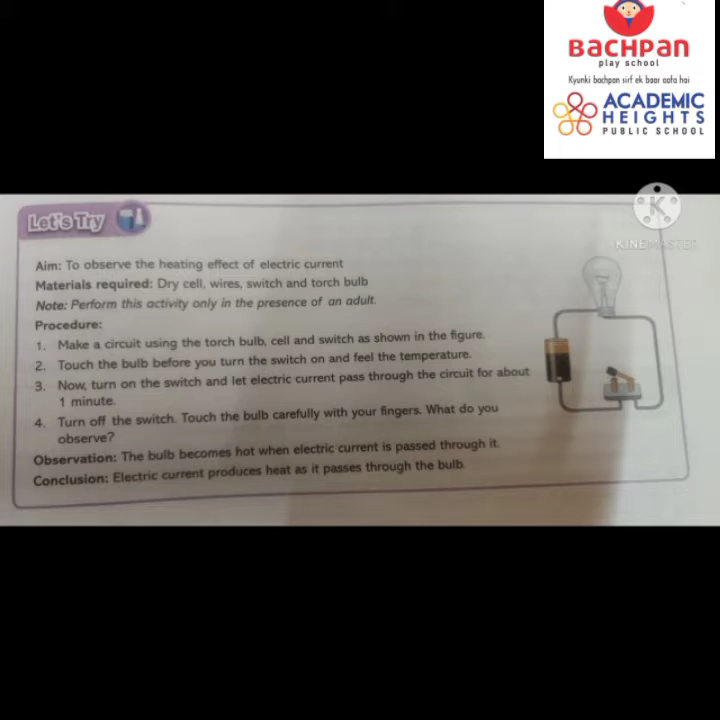 BACHPAN
play school
Kyunki bachpan sirf ek baar aata hai
ACADEMIC
HEIGHTS
PUBLIC SCHOOL
K
KINEMASTER
Let's Try
Aim: To observe the heating effect of electric current
Materials required: Dry cell, wires, switch and torch bulb
Note: Perform this activity only in the presence of an adult.
Procedure:
1. Make a circuit using the torch bulb, cell and switch as shown in the figure.
2. Touch the bulb before you turn the switch on and feel the temperature.
3. Now, turn on the switch and let electric current pass through the circuit for about
1 minute.
4. Turn off the switch. Touch the bulb carefully with your fingers. What do you
observe?
Observation: The bulb becomes hot when electric current is passed through it.
Conclusion: Electric current produces heat as it passes through the bulb.